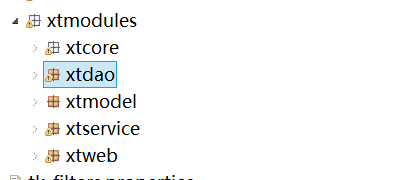 xtmodules
xtcore
xtdao
xtmodel
xtservice
xtweb